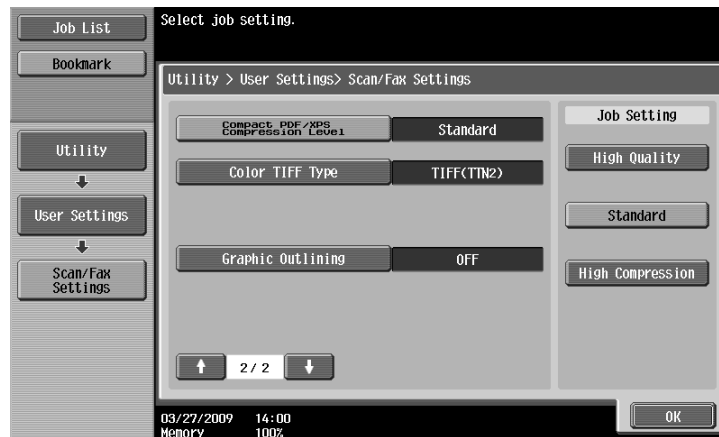 Job List
Bookmark
Select job setting.
Utility > User Settings> Scan/Fax Settings
Utility
User Settings
Scan/Fax
Settings
Compact PDF/XPS
Compression Level
Standard
Color TIFF Type
TIFF(TTN2)
Graphic Outlining
OFF
2/ 2
Job Setting
High Quality
Standard
High Compression
03/27/2009 14:00
Memory 100%
OK